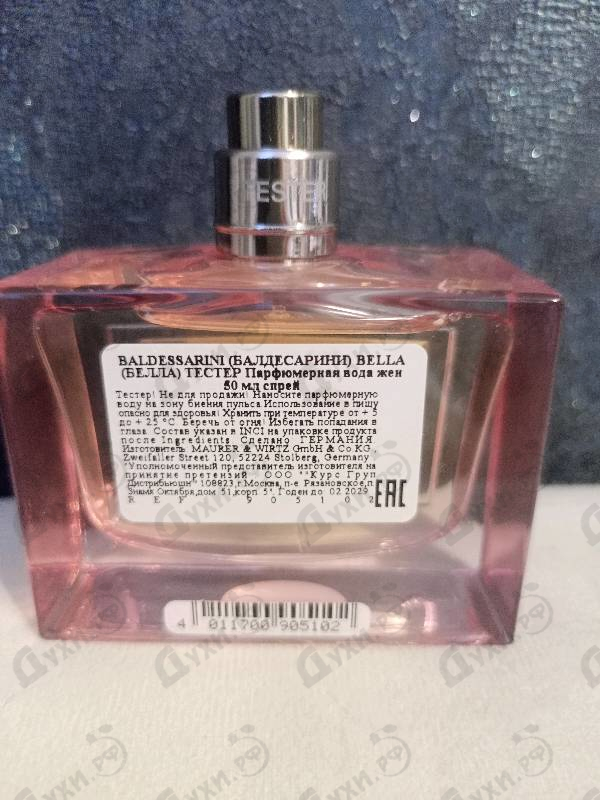 TESTER
BALDESSARINI (БАЛДЕСАРИНИ) BELLA
(БЕЛЛА) ТЕСТЕР Парфюмерная вода жен
50 мл спрей
Тестер! Не для продажи! Наносите парфюмерную
воду на зону биения пульса.Использование в пищу
опасно для здоровья! Хранить при температуре от + 5
до + 25 °C. Беречь от огня! Избегать попадания в
глаза. Состав указан в INCI на упаковке продукта
после Ingredients. Сделано ГЕРМАНИЯ.
Изготовитель: MAURER & WIRTZ GmbH & Co.KG.,
Zweifaller Street 120, 52224 Stolberg, Germany
"Уполномоченный представитель изготовителя на
принятие претензий: ООО ""Курс Груп
Дистрибьюшн" 108823,г.Москва,п-е Рязановское,п
Знамя Октября,дом. 51,корп. 5". Годен до: 02.2029
REF 905102
EAC
4 011700 905102
Духи.рф